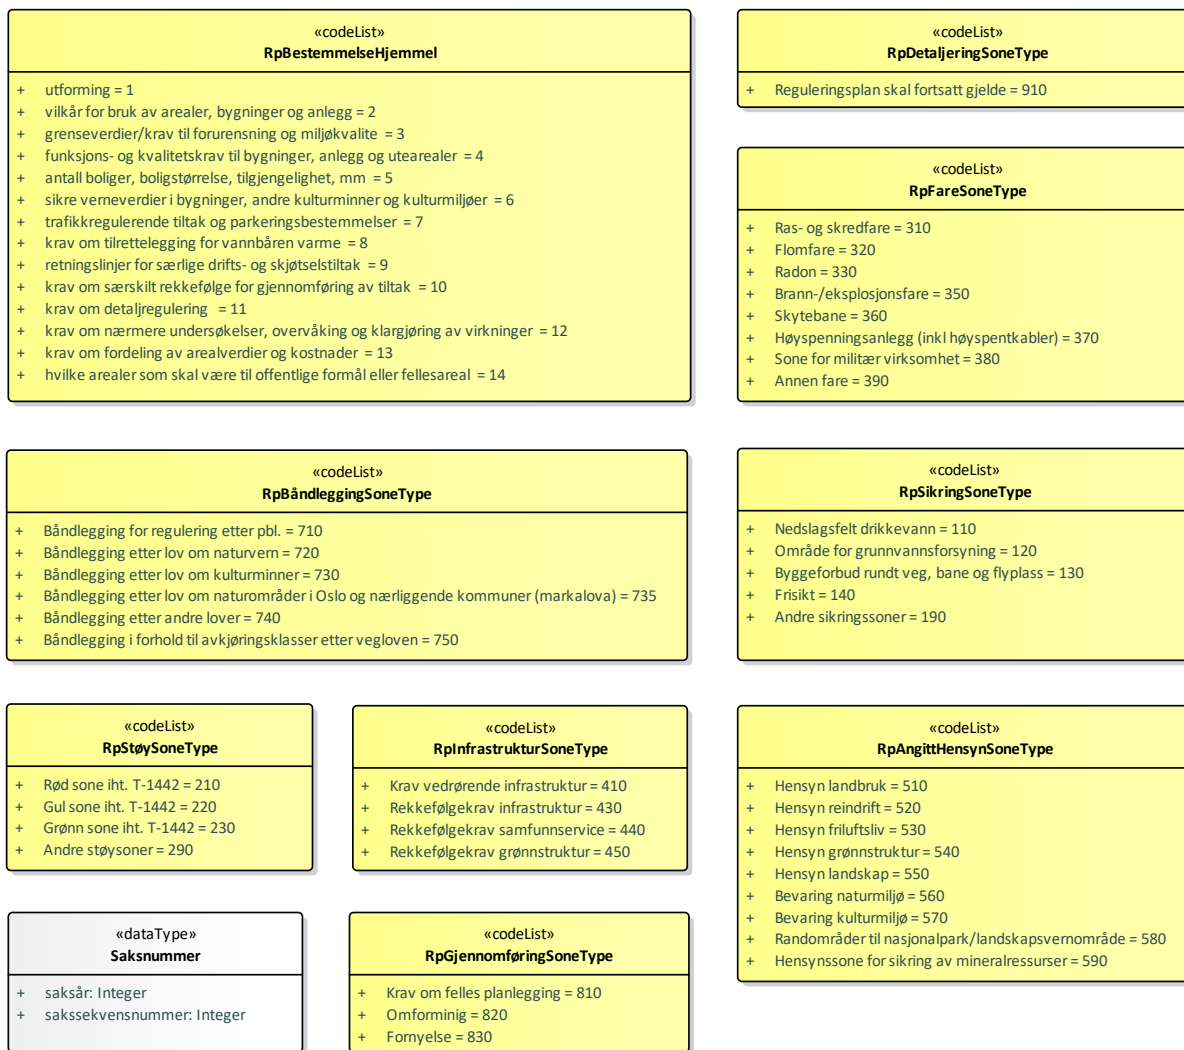 «codeList»
RpBestemmelseHjemmel
+ utforming = 1
+ vilkår for bruk av arealer, bygninger og anlegg = 2
+ grenseverdier/krav til forurensning og miljøkvalite = 3
+ funksjons- og kvalitetskrav til bygninger, anlegg og utearealer = 4
+ antall boliger, boligstørrelse, tilgjengelighet, mm = 5
+ sikre verneverdier i bygninger, andre kulturminner og kulturmiljøer = 6
+ trafikkregulerende tiltak og parkeringsbestemmelser = 7
+ krav om tilrettelegging for vannbåren varme = 8
+ retningslinjer for særlige drifts- og skjøtselstiltak = 9
+ krav om særskilt rekkefølge for gjennomføring av tiltak = 10
+ krav om detaljregulering = 11
+ krav om nærmere undersøkelser, overvåking og klargjøring av virkninger = 12
+ krav om fordeling av arealverdier og kostnader = 13
+ hvilke arealer som skal være til offentlige formål eller fellesareal = 14
«codeList»
RpDetaljeringSoneType
+ Reguleringsplan skal fortsatt gjelde = 910
«codeList»
RpFareSoneType
+ Ras- og skredfare = 310
+ Flomfare = 320
+ Radon = 330
+ Brann-/eksplosjonsfare = 350
+ Skytebane = 360
+ Høyspenningsanlegg (inkl høyspentkabler) = 370
+ Sone for militær virksomhet = 380
+ Annen fare = 390
«codeList»
RpBåndleggingSoneType
+ Båndlegging for regulering etter pbl. = 710
+ Båndlegging etter lov om naturvern = 720
+ Båndlegging etter lov om kulturminner = 730
+ Båndlegging etter lov om naturområder i Oslo og nærliggende kommuner (markalova) = 735
+ Båndlegging etter andre lover = 740
+ Båndlegging i forhold til avkjøringsklasser etter vegloven = 750
«codeList»
RpSikringSoneType
+ Nedslagsfelt drikkevann = 110
+ Område for grunnvannsforsyning = 120
+ Byggeforbud rundt veg, bane og flyplass = 130
+ Frisikt = 140
+ Andre sikringssoner = 190
«codeList»
RpStøySoneType
+ Rød sone iht. T-1442 = 210
+ Gul sone iht. T-1442 = 220
+ Grønn sone iht. T-1442 = 230
+ Andre støysoner = 290
«codeList»
RpInfrastrukturSoneType
+ Krav vedrørende infrastruktur = 410
+ Rekkefølgekrav infrastruktur = 430
+ Rekkefølgekrav samfunnservice = 440
+ Rekkefølgekrav grønnstruktur = 450
«codeList»
RpAngittHensynSoneType
+ Hensyn landbruk = 510
+ Hensyn reindrift = 520
+ Hensyn friluftsliv = 530
+ Hensyn grønnstruktur = 540
+ Hensyn landskap = 550
+ Bevaring naturmiljø = 560
+ Bevaring kulturmiljø = 570
+ Randområder til nasjonalpark/landskapsvernområde = 580
+ Hensynssone for sikring av mineralressurser = 590
«dataType»
Saksnummer
+ saksår: Integer
+ sakssekvensnummer: Integer
«codeList»
RpGjennomføringSoneType
+ Krav om felles planlegging = 810
+ Omforminig = 820
+ Fornyelse = 830